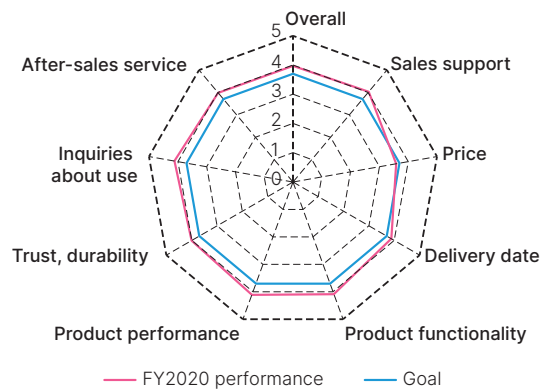 Overall
5
4
3
2
1
0
Sales support
After-sales service
Price
Inquiries
about use
Delivery date
Trust, durability
Product functionality
Product performance
FY2020 performance
Goal